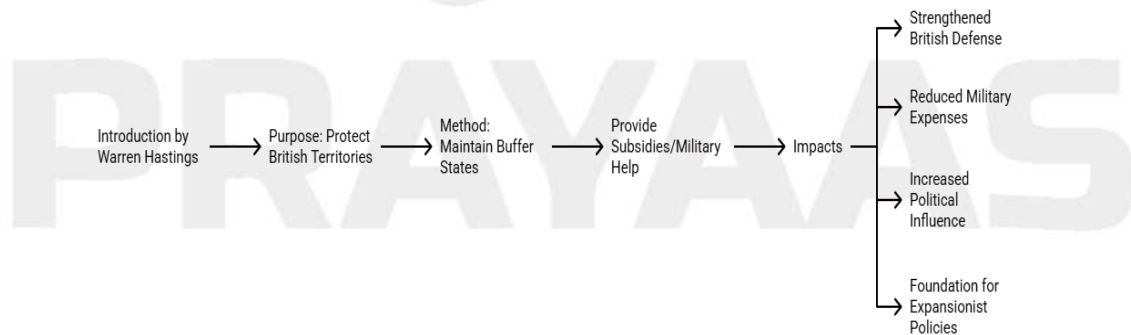 PRAYAAS
Introduction by
Warren Hastings
Purpose: Protect
British Territories
Method:
Maintain Buffer
States
Provide
Subsidies/Military
Help
Impacts
Strengthened
British Defense
Reduced Military
Expenses
Increased
Political
Influence
Foundation for
Expansionist
Policies